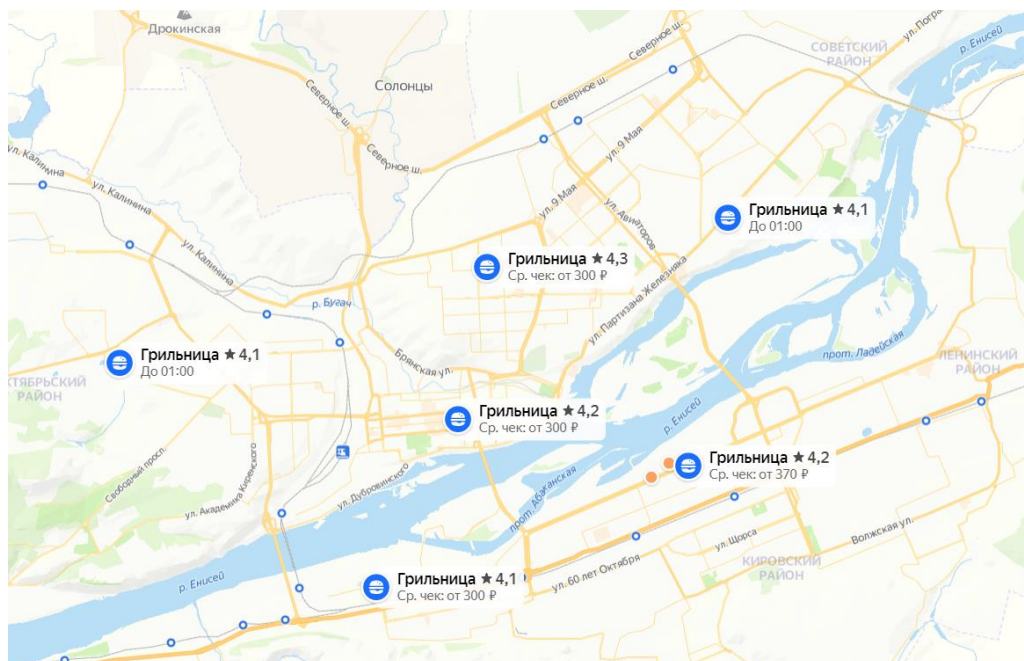 Дрокинская
ул. Погра
р. Енисей
СОВЕТСКИЙ
РАЙОН
Солонцы
Северное ш.
Северное ш.
Северное ш.
Северное ш.
ул. 9 Мая
ул. Калинина
ул. Калинина
ул. Калинина
ул. 9 Мая
ул. Авиаторов
Грильница ★ 4,1
До 01:00
Грильница ★ 4,3
Ср. чек: от 300 ₽
р. Бугач
ул. Партизана Железняка
прот. Ладейская
Грильница ★ 4,1
До 01:00
Брянская ул.
ЛЕНИНСКИЙ
РАЙОН
КТЯБРЬСКИЙ
РАЙОН
Грильница ★ 4,2
Ср. чек: от 300 ₽
р. Енисей
Свободный просп.
ул. Академика Киренского
ул. Дубровинского
прот. Абаканская
Грильница ★ 4,2
Ср. чек: от 370 ₽
ул. Щорса
Волжская ул.
КИРОВСКИЙ
РАЙОН
р. Енисей
Грильница ★ 4,1
Ср. чек: от 300 ₽
ул. 60 лет Октября